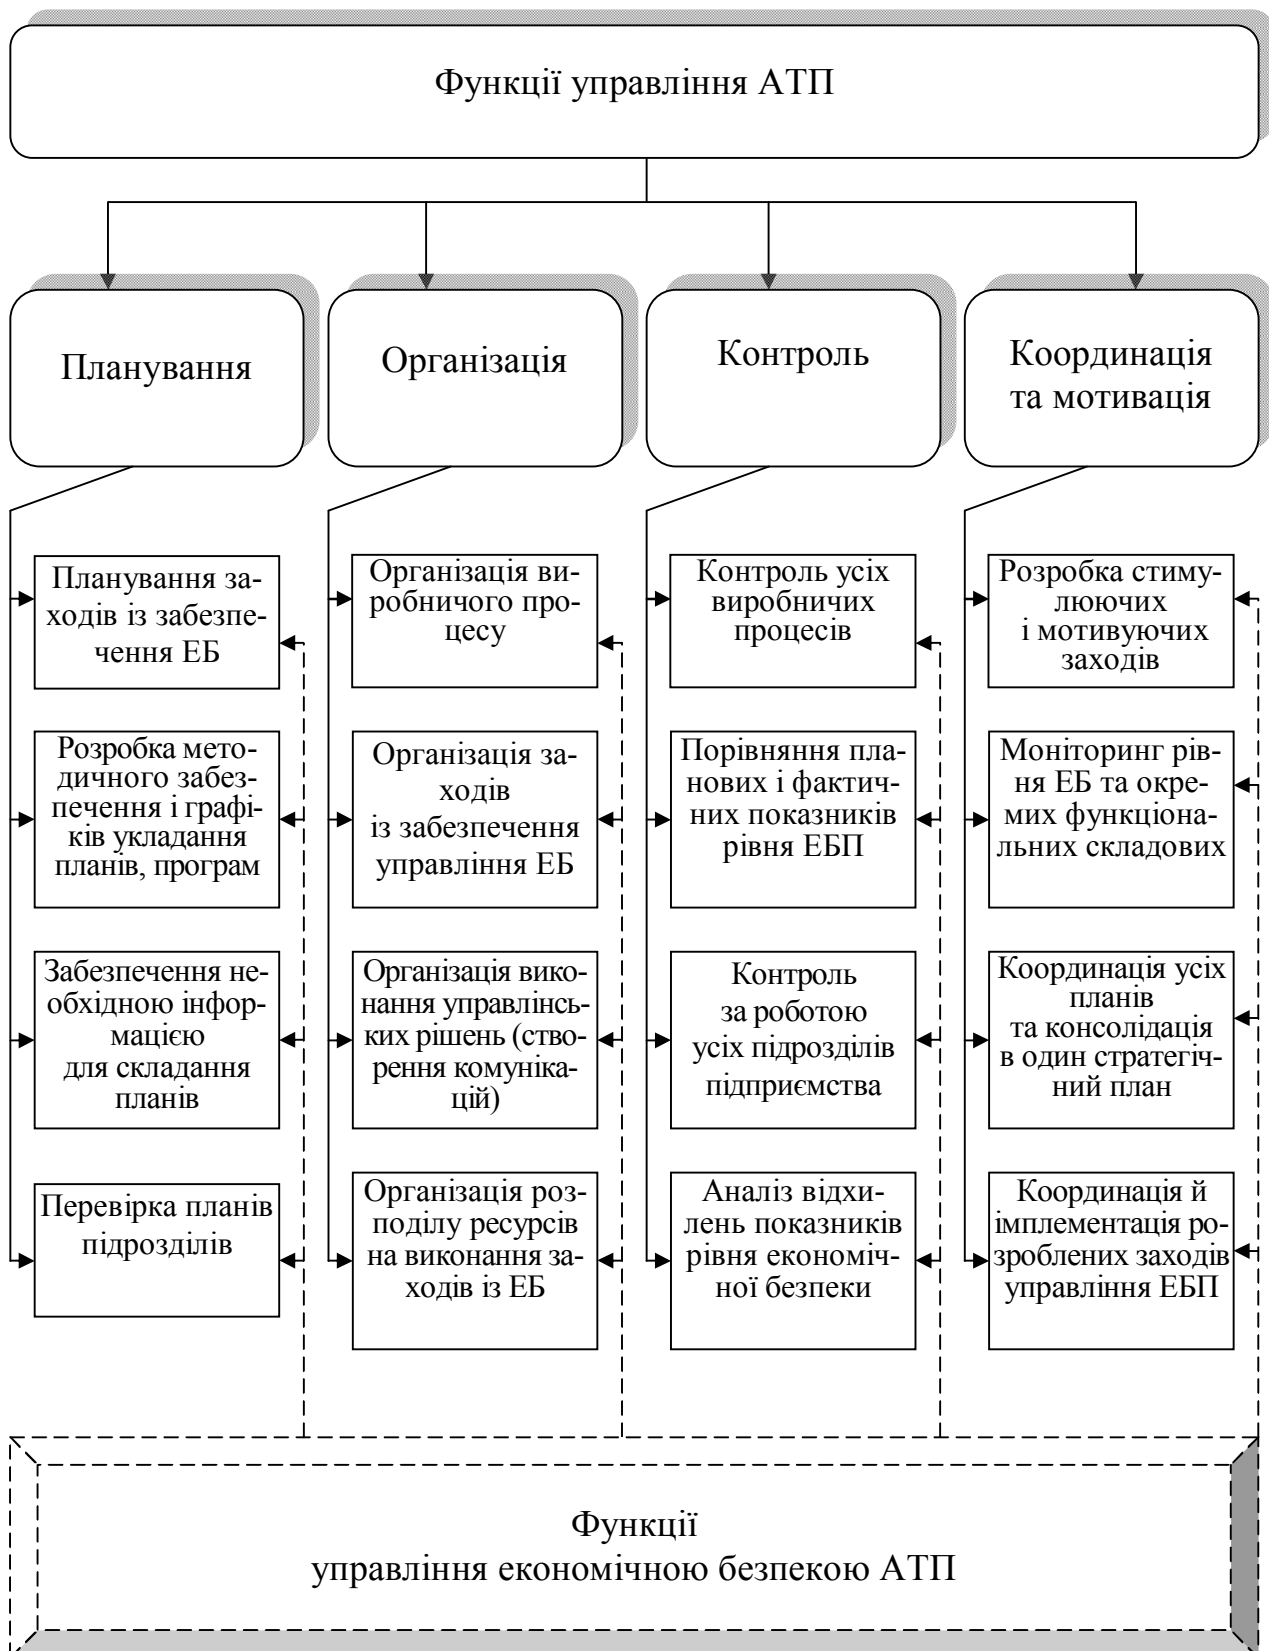 Функції управління АТП
Планування
Організація
Контроль
Координація
та мотивація
Планування за-
ходів із забезпе-
чення ЕБ
Розробка мето-
дичного забез-
печення і графі-
ків укладання
планів, програм
Забезпечення не-
обхідною інфор-
мацією
для складання
планів
Перевірка планів
підрозділів
Організація ви-
робничого про-
цесу
Організація за-
ходів
із забезпечення
управління ЕБ
Організація вико-
нання управлінсь-
ких рішень (ство-
рення комуніка-
цій)
Організація роз-
поділу ресурсів
на виконання за-
ходів із ЕБ
Контроль усіх
виробничих
процесів
Порівняння пла-
нових і фактич-
них показників
рівня ЕБП
Контроль
за роботою
усіх підрозділів
підприємства
Аналіз відхи-
лень показників
рівня економіч-
ної безпеки
Розробка стиму-
люючих
і мотивуючих
заходів
Моніторинг рів-
ня ЕБ та окре-
мих функціона-
льних складових
Координація усіх
планів
та консолідація
в один стратегіч-
ний план
Координація й
імплементація ро-
зроблених заходів
управління ЕБП
Функції
управління економічною безпекою АТП